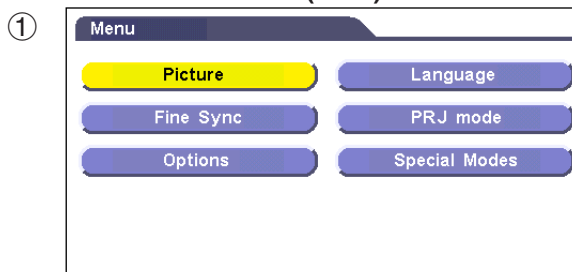 ①
Menu
Picture
Language
Fine Sync
PRJ mode
Options
Special Modes